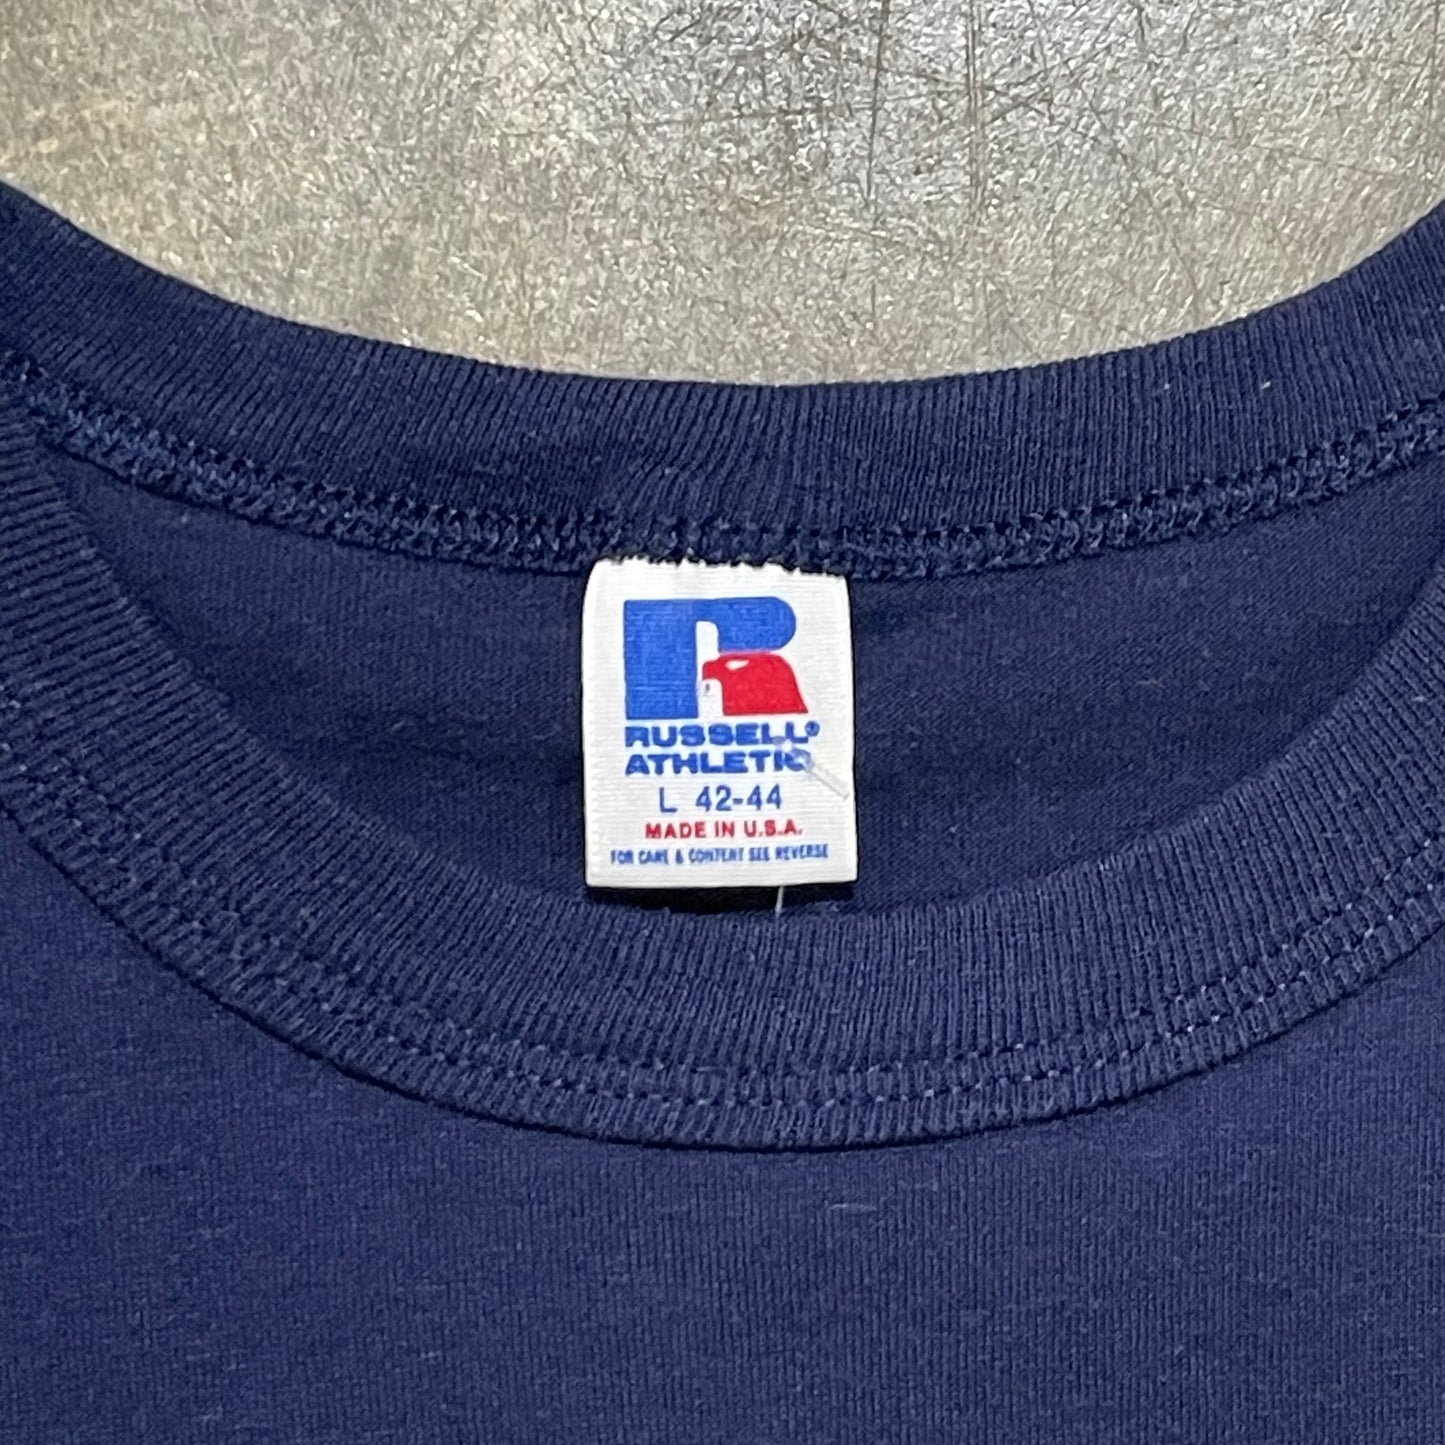 R
RUSSELL®
ATHLETIC
L 42-44
MADE IN U.S.A.
FOR CARE & CONTENT SEE REVERSE